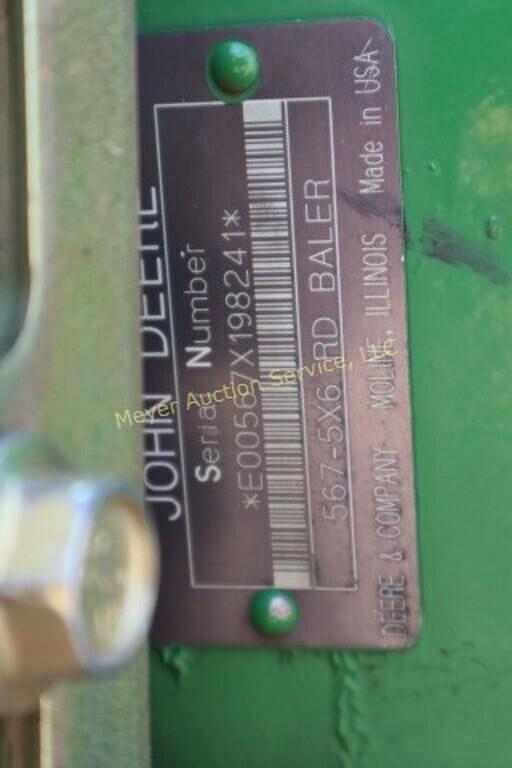 JOHN DEERE
Serial Number
*E00567X198241*
567-5X6 RD BALER
DEERE & COMPANY MOLINE, ILLINOIS Made in USA
Meyer Auction Service, LLC